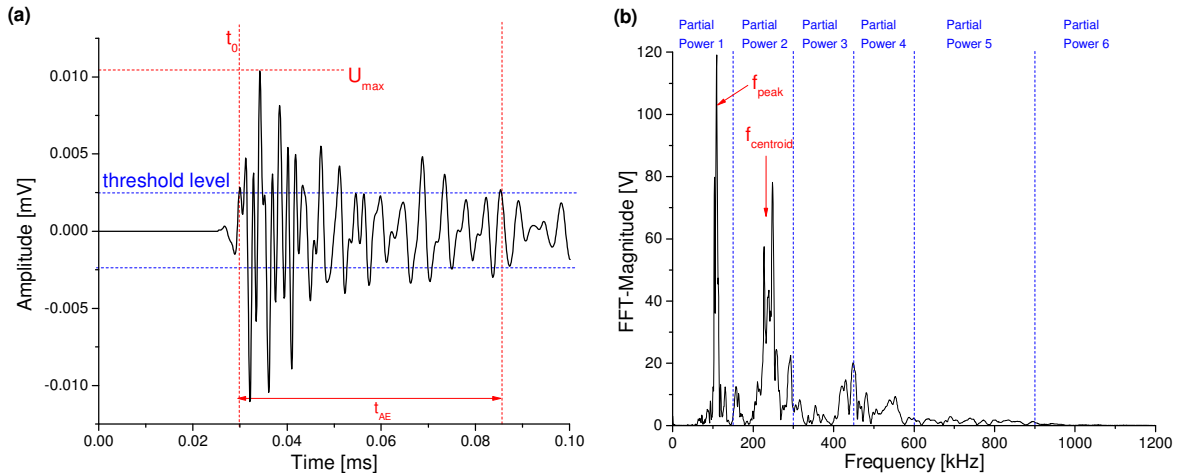 (a)
t0
Umax
threshold level
tAE
Amplitude [mV]
0.010
0.005
0.000
-0.005
-0.010
0.00 0.02 0.04 0.06 0.08 0.10
Time [ms]
(b)
Partial Partial Partial Partial Partial Partial
Power 1 Power 2 Power 3 Power 4 Power 5 Power 6
fpeak
fcentroid
FFT-Magnitude [V]
120
100
80
60
40
20
0
0 200 400 600 800 1000 1200
Frequency [kHz]